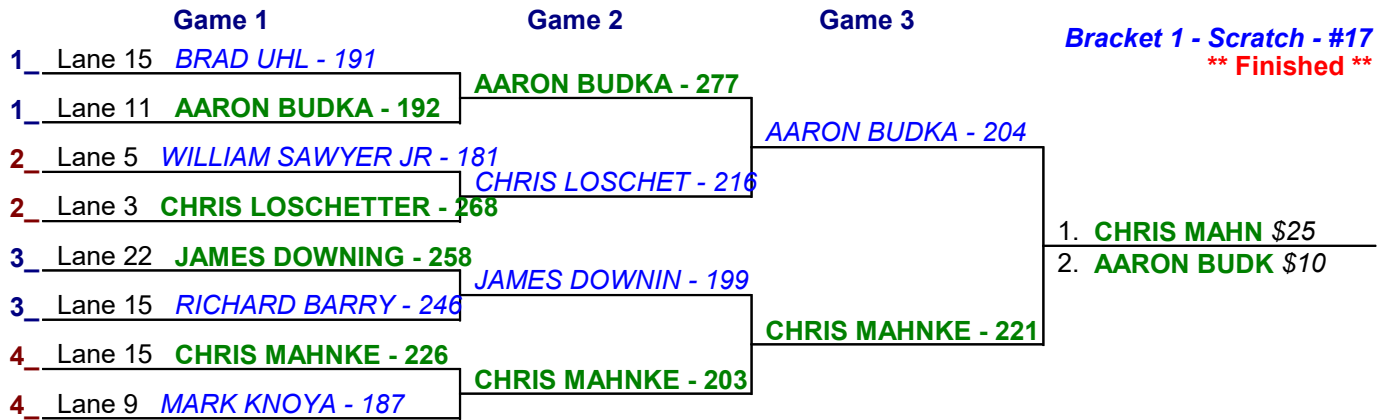 Game 1 Game 2 Game 3
Bracket 1 - Scratch - #17
** Finished **
1_ Lane 15 BRAD UHL - 191
AARON BUDKA - 277
1_ Lane 11 AARON BUDKA - 192
AARON BUDKA - 204
2_ Lane 5 WILLIAM SAWYER JR - 181
CHRIS LOSCHET - 216
2_ Lane 3 CHRIS LOSCHETTER - 268
1. CHRIS MAHN $25
3_ Lane 22 JAMES DOWNING - 258
2. AARON BUDK $10
JAMES DOWNIN - 199
3_ Lane 15 RICHARD BARRY - 246
CHRIS MAHNKE - 221
4_ Lane 15 CHRIS MAHNKE - 226
CHRIS MAHNKE - 203
4_ Lane 9 MARK KNOYA - 187